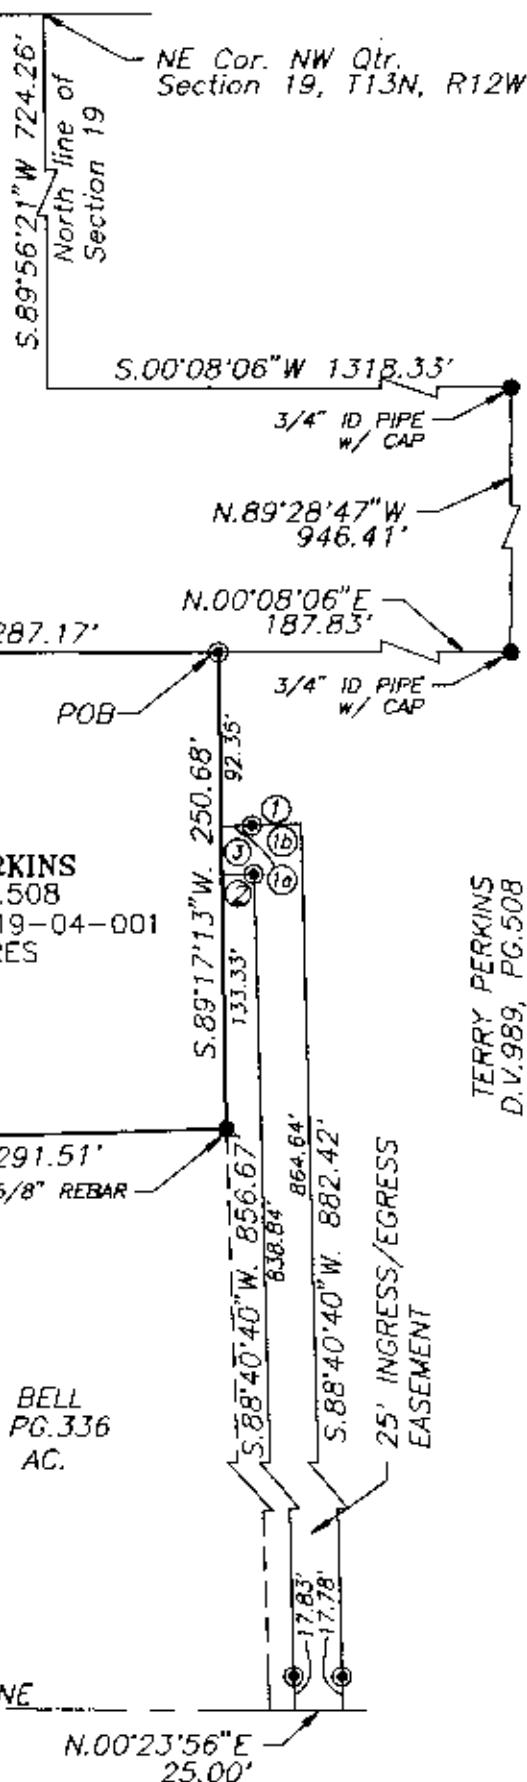 NE Cor. NW Qtr.
Section 19, T13N, R12W
S.89°56'21"W 724.26'
North line of
Section 19
S.00°08'06"W 1318.33'
3/4" ID PIPE
w/ CAP
N.89°28'47"W
946.41'
N.00°08'06"E
187.83'
287.17'
3/4" ID PIPE
w/ CAP
POB
92.35'
S.89°17'13"W. 250.68'
1
1b
3
1a
2
RKINS
.508
19-04-001
RES
133.33'
TERRY PERKINS
D.V.989, PG.508
291.51'
5/8" REBAR
S.88°40'40"W. 856.67'
838.84'
864.64'
S.88°40'40"W. 882.42'
25' INGRESS/EGRESS
EASEMENT
BELL
PG.336
AC.
17.83'
17.78'
NE
N.00°23'56"E
25.00'